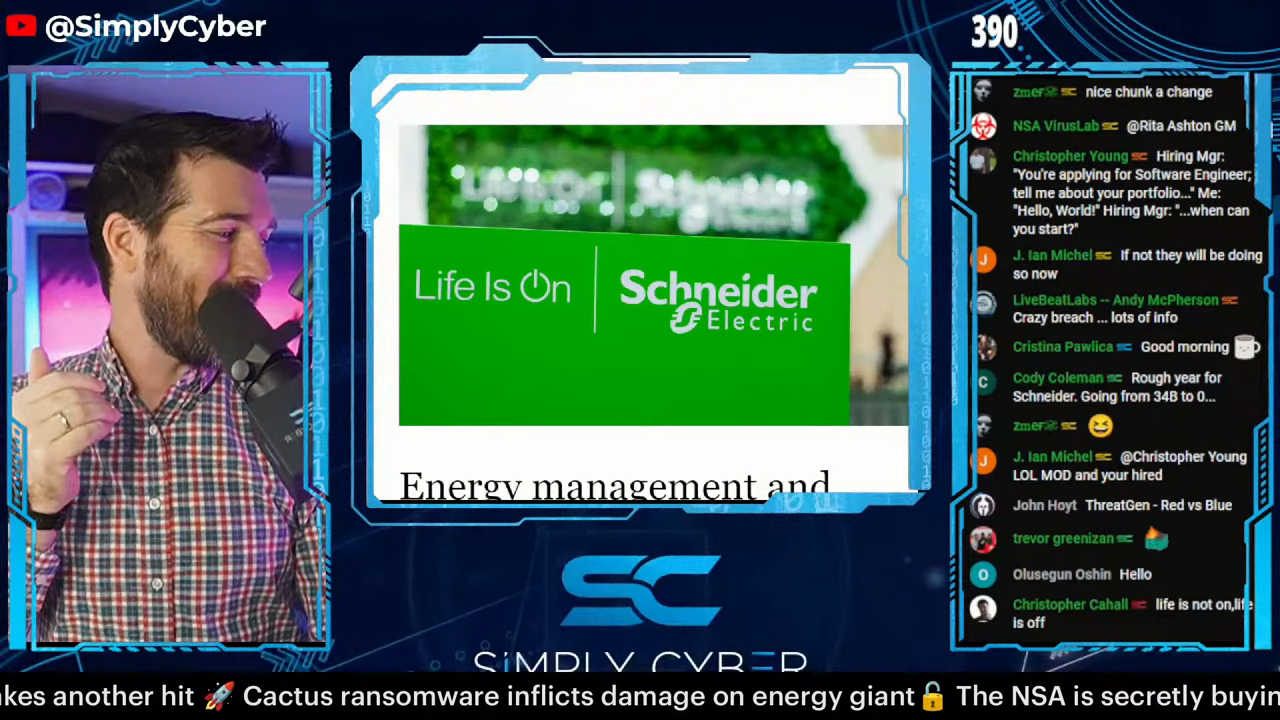 @SimplyCyber
390
Life Is On
Schneider
Electric
Energy management and
zmef nice chunk a change
NSA VirusLab @Rita Ashton GM
Christopher Young Hiring Mgr:
"You're applying for Software Engineer;
tell me about your portfolio..." Me:
"Hello, World!" Hiring Mgr: "...when can
you start?"
J. Ian Michel If not they will be doing
so now
LiveBeatLabs -- Andy McPherson
Crazy breach ... lots of info
Cristina Pawlica Good morning
C
Cody Coleman Rough year for
Schneider. Going from 34B to 0...
zmef
J
J. Ian Michel @Christopher Young
LOL MOD and your hired
John Hoyt ThreatGen - Red vs Blue
trevor greenizan
O
Olusegun Oshin Hello
Christopher Cahall life is not on,life
is off
SC
SiMPLY CYBER
akes another hit 🚀 Cactus ransomware inflicts damage on energy giant🔓 The NSA is secretly buyin